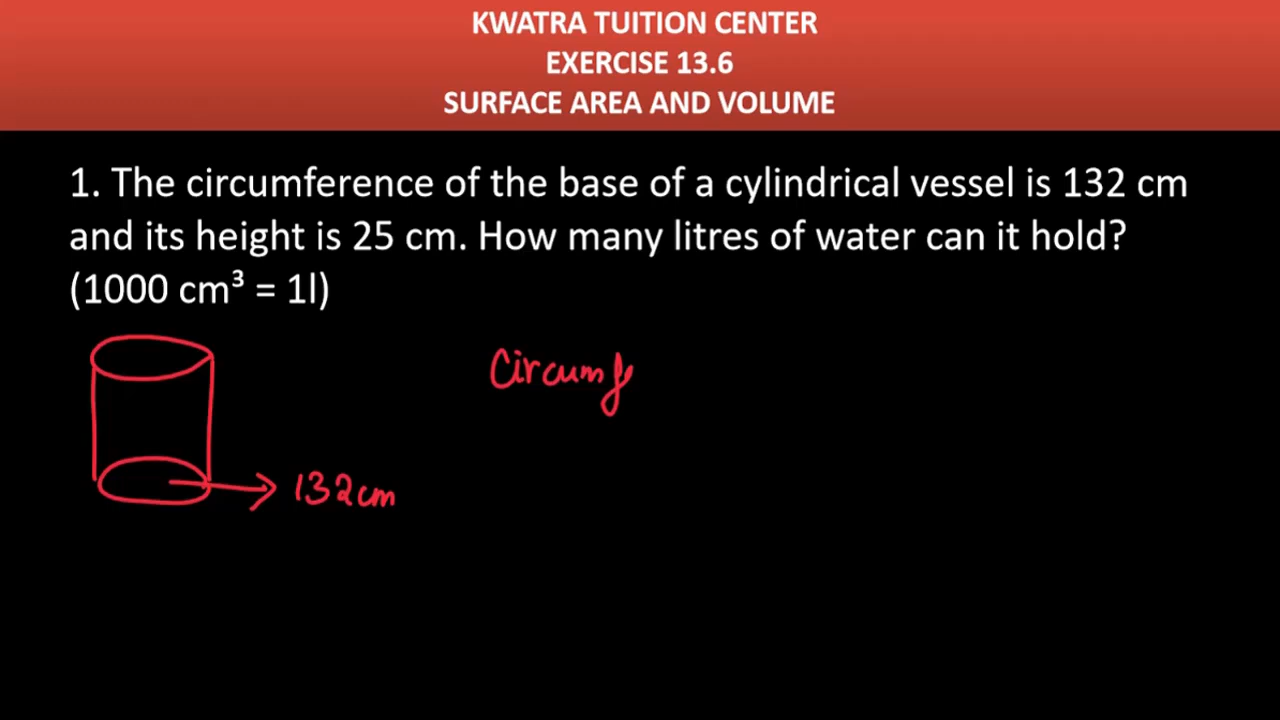 KWATRA TUITION CENTER
EXERCISE 13.6
SURFACE AREA AND VOLUME
1. The circumference of the base of a cylindrical vessel is 132 cm
and its height is 25 cm. How many litres of water can it hold?
(1000 cm³ = 1l)
Circumf
132cm